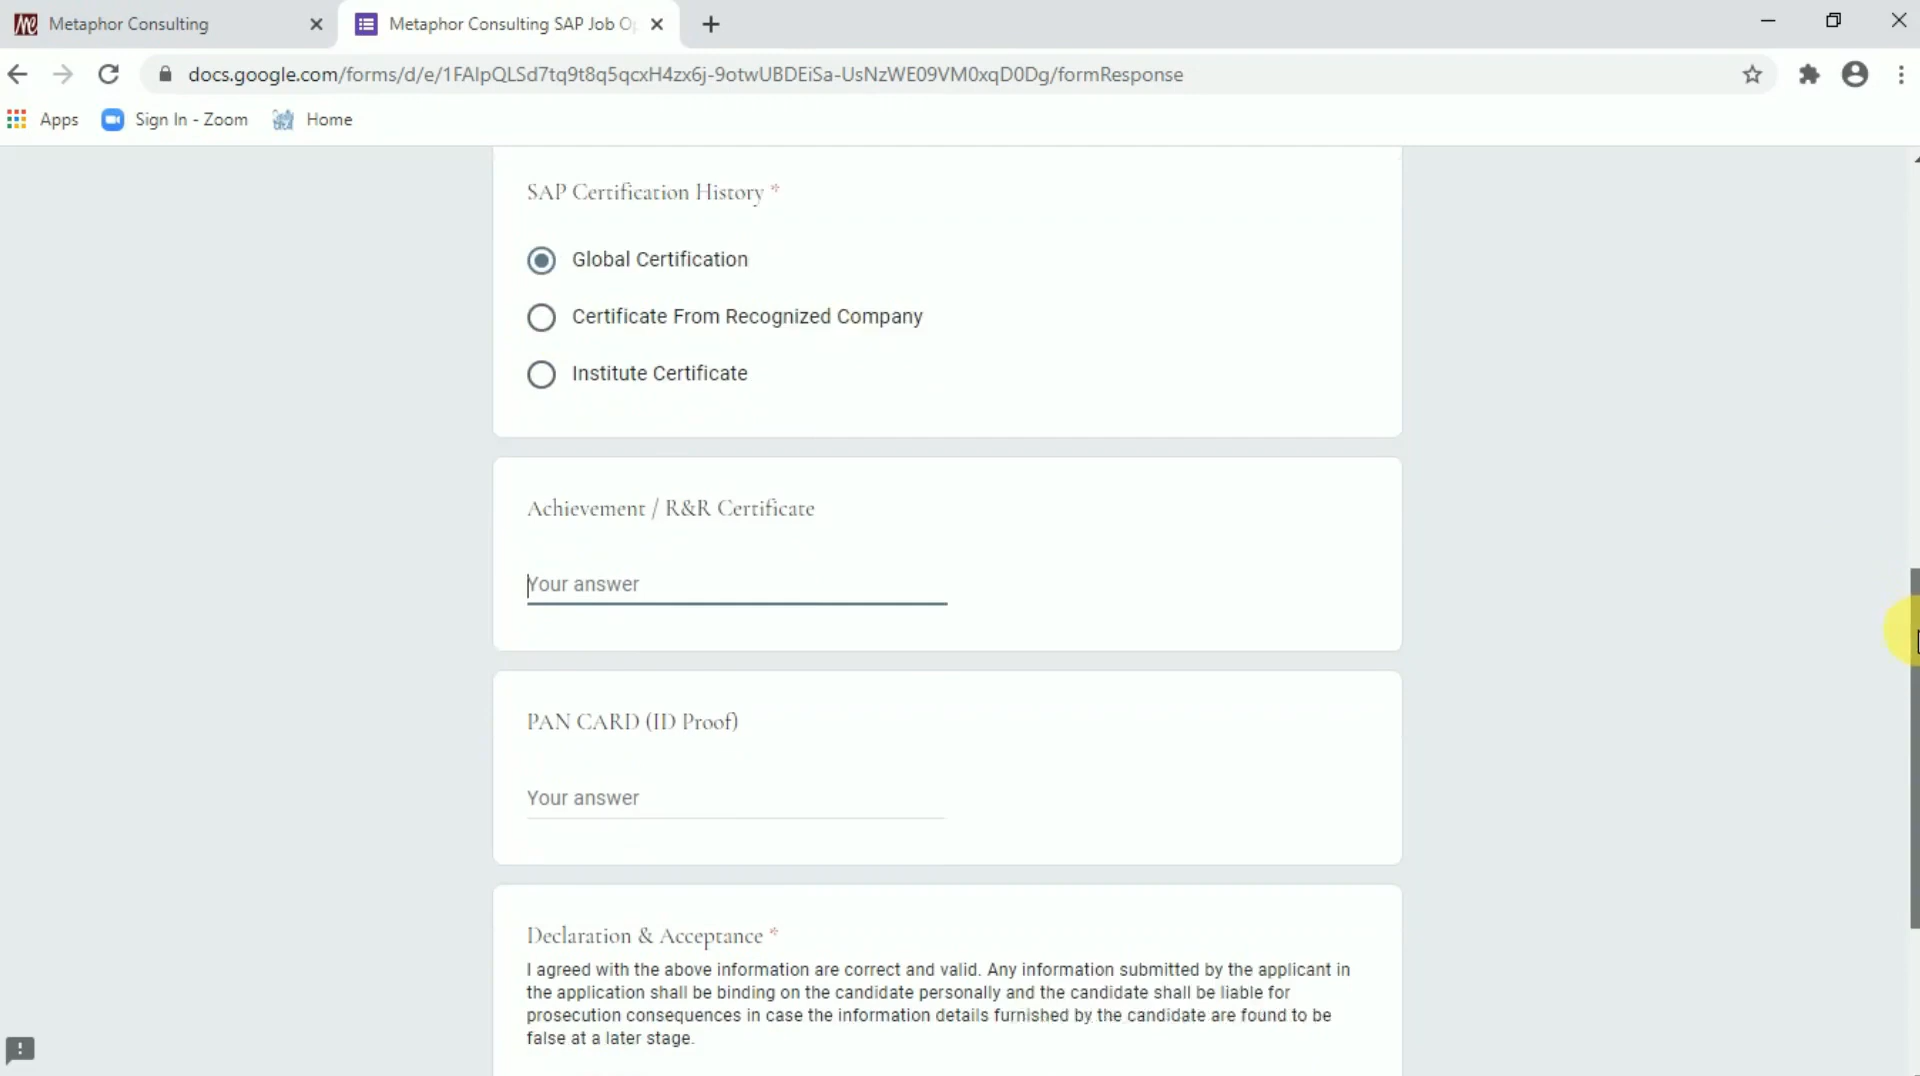 Metaphor Consulting
Metaphor Consulting SAP Job O
docs.google.com/forms/d/e/1FAIpQLSd7tq9t8q5qcxH4zx6j-9otwUBDEiSa-UsNzWE09VM0xqD0Dg/formResponse
Apps
Sign In - Zoom
Home
SAP Certification History *
Global Certification
Certificate From Recognized Company
Institute Certificate
Achievement / R&R Certificate
Your answer
PAN CARD (ID Proof)
Your answer
Declaration & Acceptance *
I agreed with the above information are correct and valid. Any information submitted by the applicant in
the application shall be binding on the candidate personally and the candidate shall be liable for
prosecution consequences in case the information details furnished by the candidate are found to be
false at a later stage.